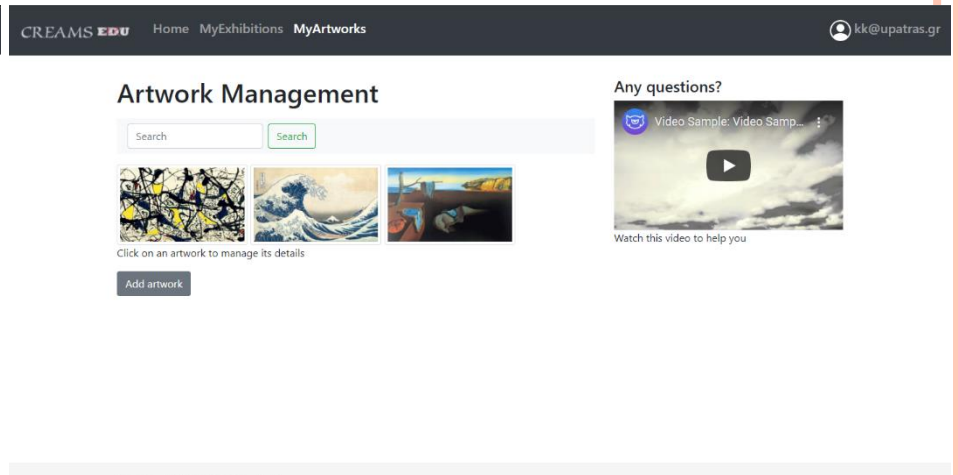 CREAMS EDU Home MyExhibitions MyArtworks kk@upatras.gr
Artwork Management
Search Search
Click on an artwork to manage its details
Add artwork
Any questions?
Video Sample: Video Samp...
Watch this video to help you